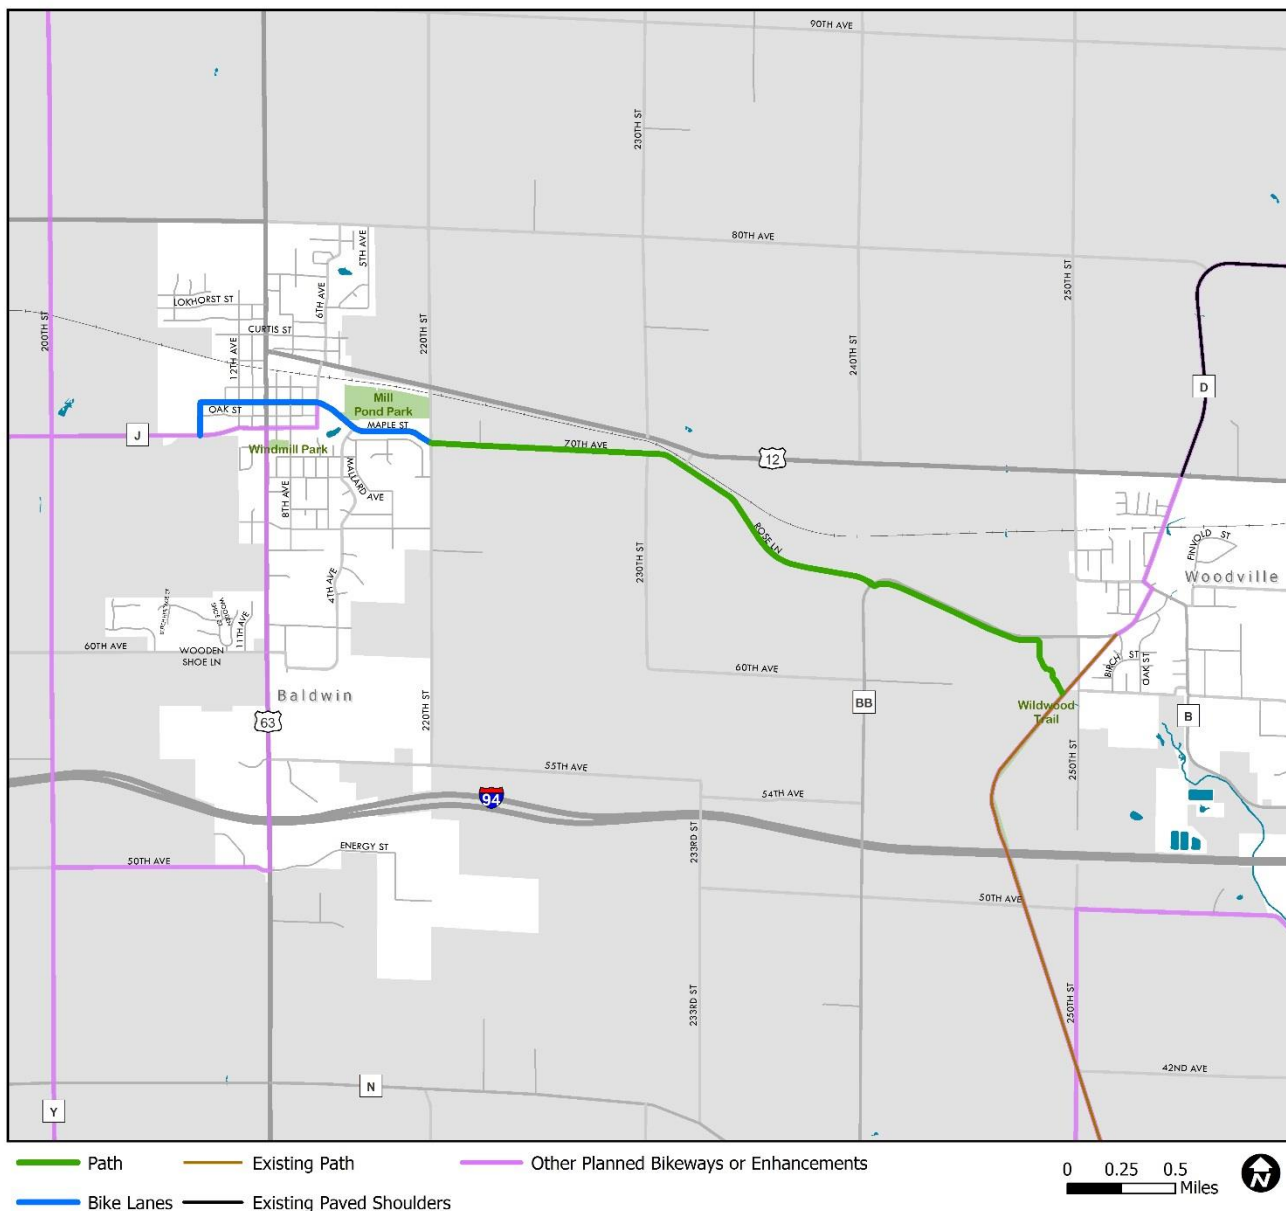 90TH AVE
230TH ST
80TH AVE
5TH AVE
250TH ST
LOKHORST ST
6TH AVE
200TH ST
CURTIS ST
220TH ST
12TH AVE
240TH ST
D
Mill
Pond Park
OAK ST
MAPLE ST
J
Windmill Park
70TH AVE
12
MALLARD AVE
8TH AVE
ROSE LN
FINVOLD ST
230TH ST
Woodville
4TH AVE
11TH AVE
60TH AVE
WOODEN
SHOE LN
BIRCH ST
OAK ST
60TH AVE
Baldwin
220TH ST
BB
Wildwood
Trail
B
63
250TH ST
55TH AVE
94
54TH AVE
233RD ST
ENERGY ST
50TH AVE
50TH AVE
233RD ST
250TH ST
42ND AVE
N
Y
Path
Existing Path
Other Planned Bikeways or Enhancements
0 0.25 0.5
Miles
N
Bike Lanes
Existing Paved Shoulders